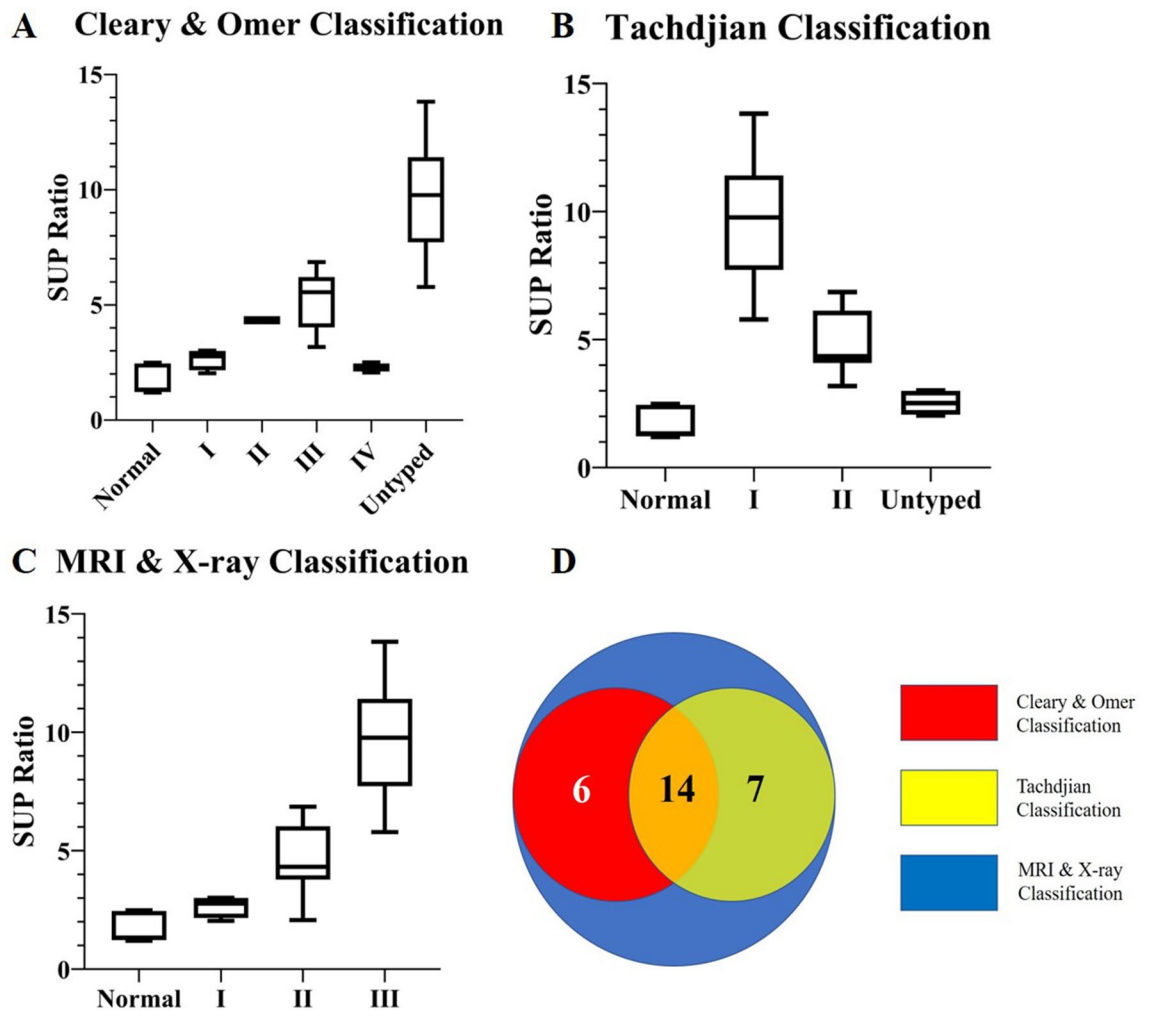 A Cleary & Omer Classification
SUP Ratio
15
10
5
0
Normal I II III IV Untyped
B Tachdjian Classification
SUP Ratio
15
10
5
0
Normal I II Untyped
C MRI & X-ray Classification
SUP Ratio
15
10
5
0
Normal I II III
D
6 14 7
Cleary & Omer
Classification
Tachdjian
Classification
MRI & X-ray
Classification